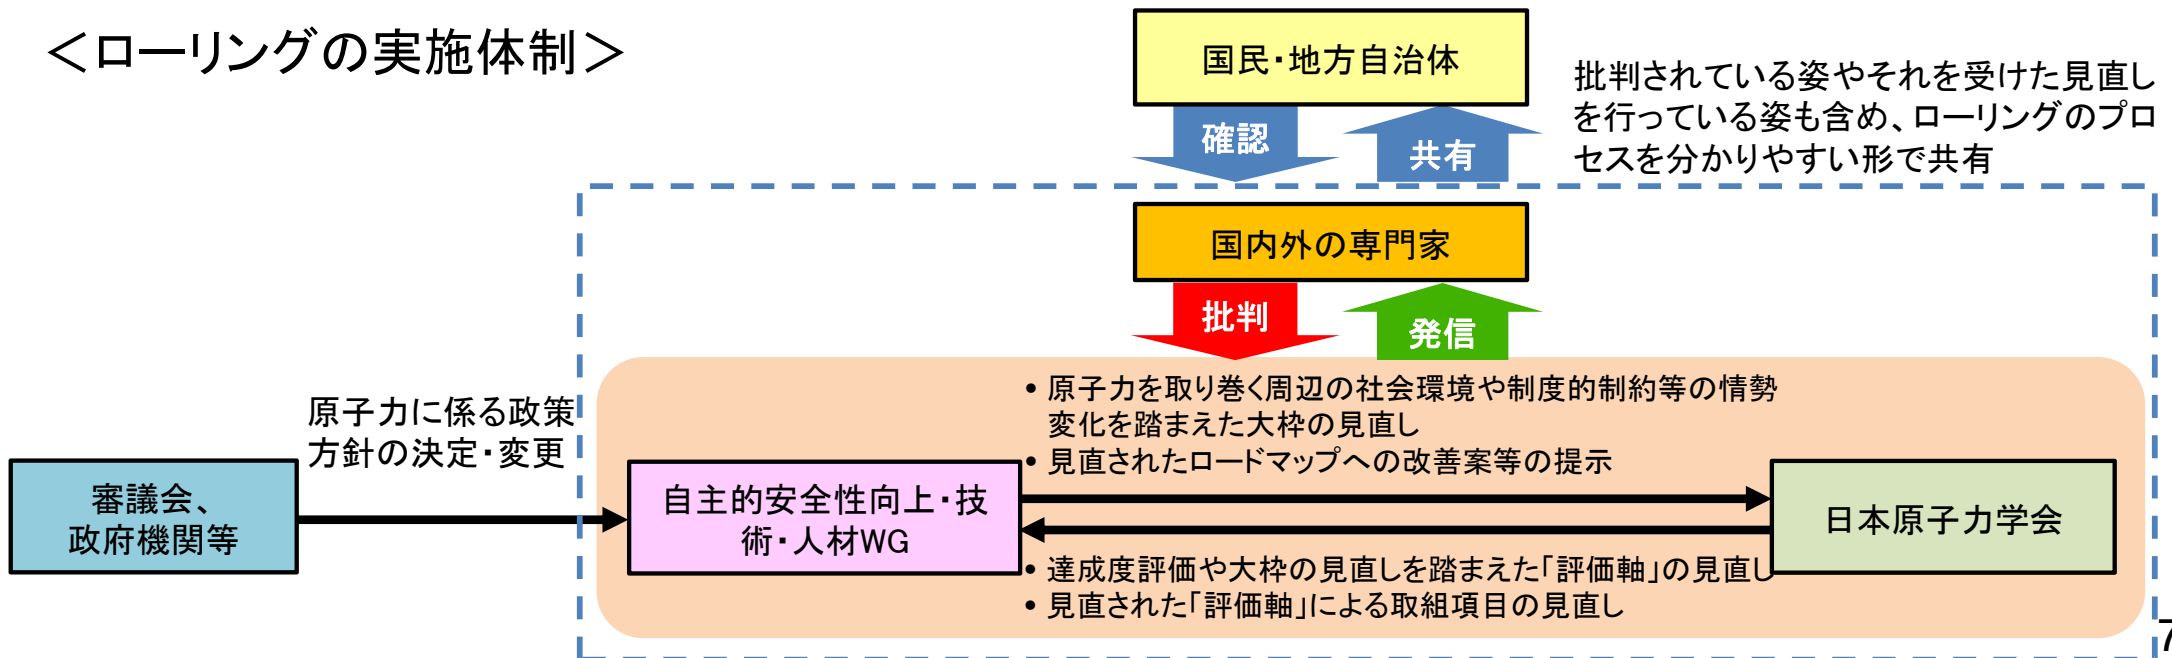 ＜ローリングの実施体制＞
国民・地方自治体
批判されている姿やそれを受けた見直し
を行っている姿も含め、ローリングのプロ
セスを分かりやすい形で共有
確認
共有
国内外の専門家
批判
発信
原子力に係る政策
方針の決定・変更
• 原子力を取り巻く周辺の社会環境や制度的制約等の情勢
変化を踏まえた大枠の見直し
• 見直されたロードマップへの改善案等の提示
審議会、
政府機関等
自主的安全性向上・技
術・人材WG
日本原子力学会
• 達成度評価や大枠の見直しを踏まえた「評価軸」の見直し
• 見直された「評価軸」による取組項目の見直し
7